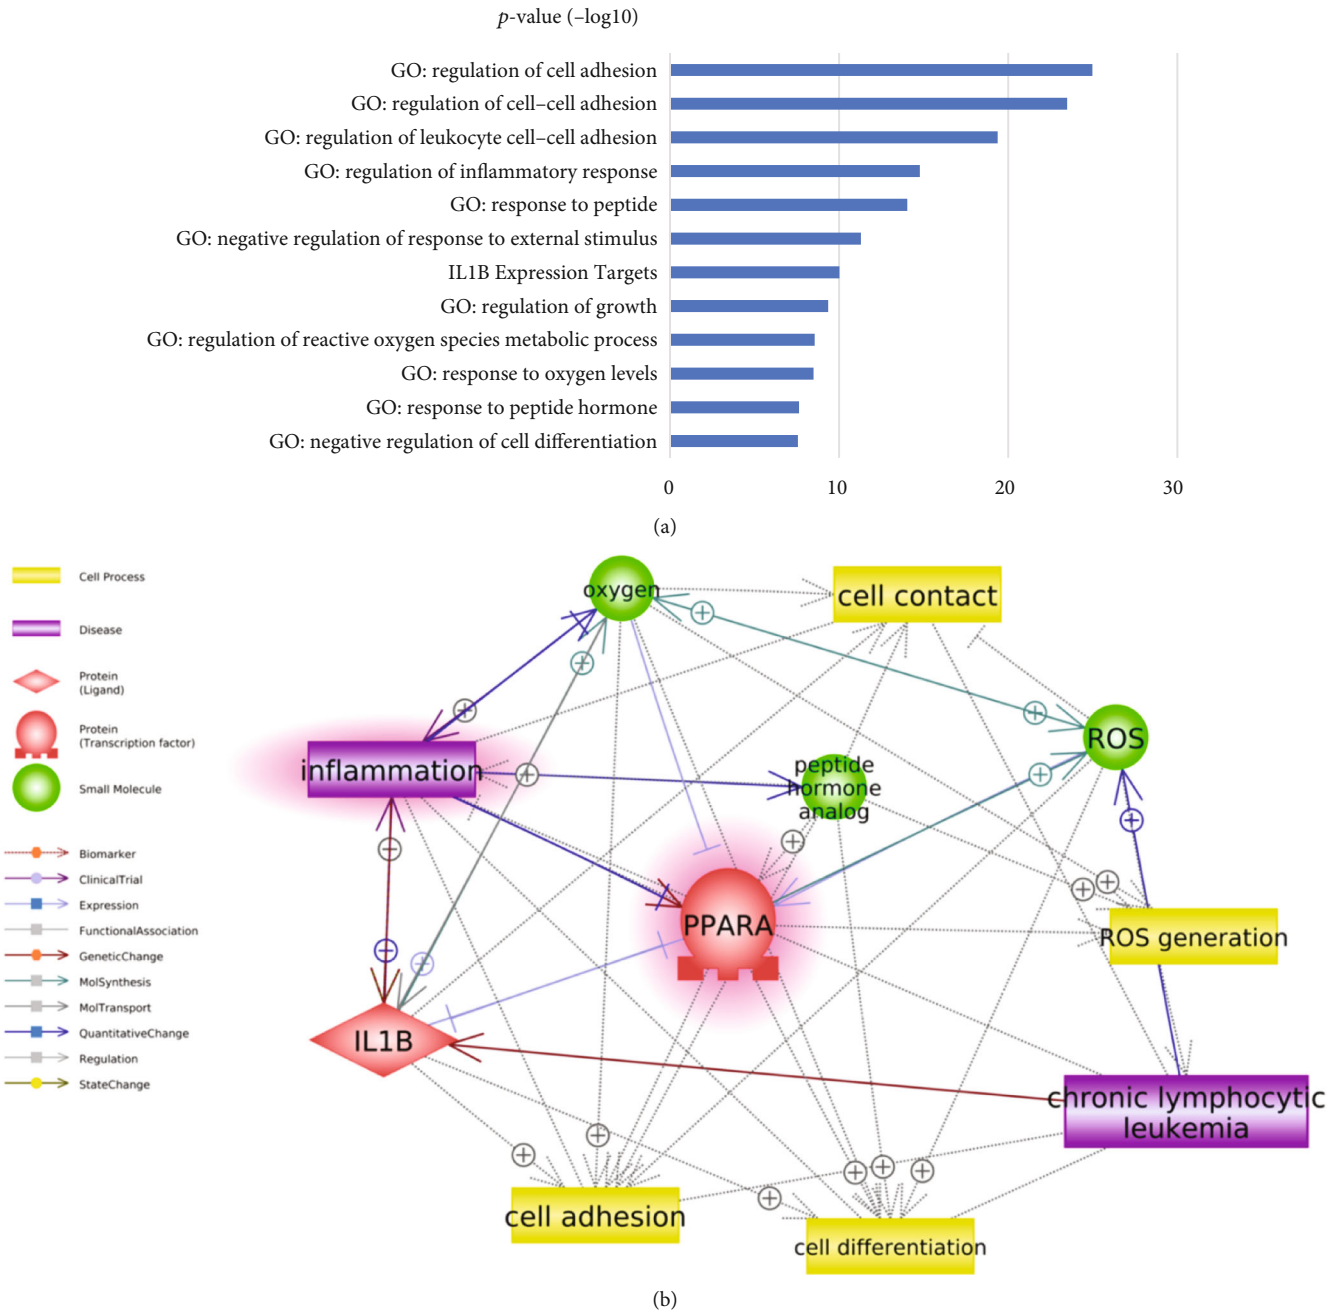 p-value (–log10)
GO: regulation of cell adhesion
GO: regulation of cell–cell adhesion
GO: regulation of leukocyte cell–cell adhesion
GO: regulation of inflammatory response
GO: response to peptide
GO: negative regulation of response to external stimulus
IL1B Expression Targets
GO: regulation of growth
GO: regulation of reactive oxygen species metabolic process
GO: response to oxygen levels
GO: response to peptide hormone
GO: negative regulation of cell differentiation
0 10 20 30
(a)
Cell Process
Disease
Protein
(Ligand)
Protein
(Transcription factor)
Small Molecule
Biomarker
ClinicalTrial
Expression
FunctionalAssociation
GeneticChange
MolSynthesis
MolTransport
QuantitativeChange
Regulation
StateChange
oxygen
cell contact
ROS
inflammation
peptide
hormone
analog
PPARA
ROS generation
IL1B
chronic lymphocytic
leukemia
cell adhesion
cell differentiation
(b)